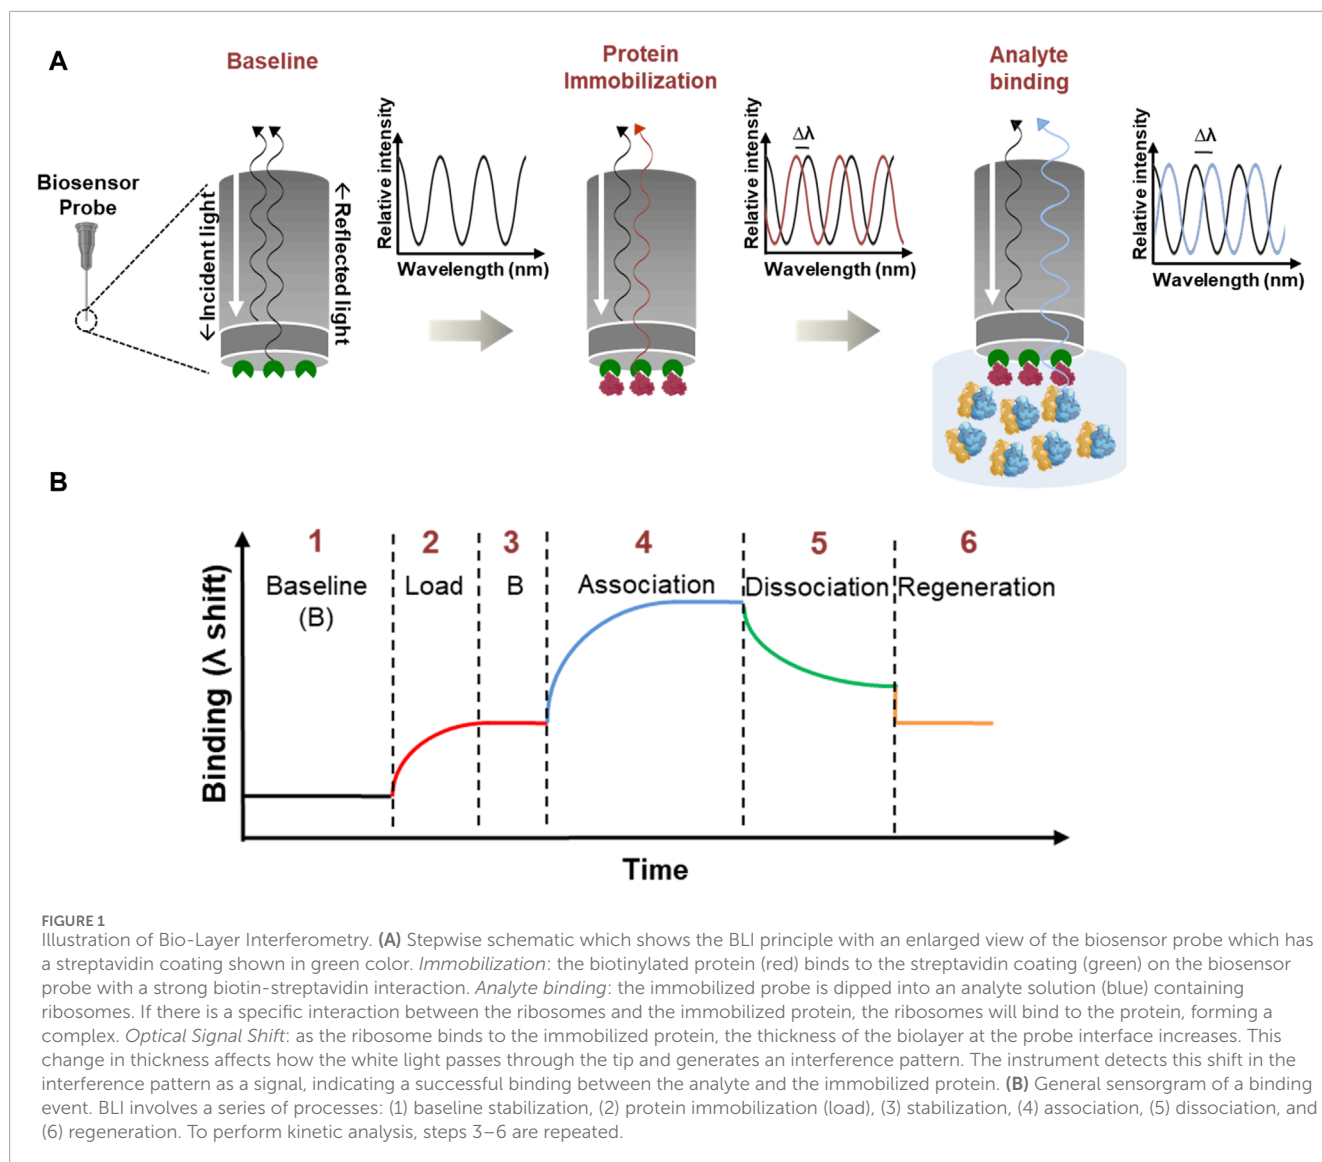 A
Baseline
Protein
Immobilization
Analyte
binding
Biosensor
Probe
←Incident light
←Reflected light
Relative intensity
Wavelength (nm)
Δλ
Relative intensity
Wavelength (nm)
Δλ
Relative intensity
Wavelength (nm)
B
1
2
3
4
5
6
Baseline
(B)
Load
B
Association
Dissociation
Regeneration
Binding (λ shift)
Time
FIGURE 1
Illustration of Bio-Layer Interferometry. (A) Stepwise schematic which shows the BLI principle with an enlarged view of the biosensor probe which has
a streptavidin coating shown in green color. Immobilization: the biotinylated protein (red) binds to the streptavidin coating (green) on the biosensor
probe with a strong biotin-streptavidin interaction. Analyte binding: the immobilized probe is dipped into an analyte solution (blue) containing
ribosomes. If there is a specific interaction between the ribosomes and the immobilized protein, the ribosomes will bind to the protein, forming a
complex. Optical Signal Shift: as the ribosome binds to the immobilized protein, the thickness of the biolayer at the probe interface increases. This
change in thickness affects how the white light passes through the tip and generates an interference pattern. The instrument detects this shift in the
interference pattern as a signal, indicating a successful binding between the analyte and the immobilized protein. (B) General sensorgram of a binding
event. BLI involves a series of processes: (1) baseline stabilization, (2) protein immobilization (load), (3) stabilization, (4) association, (5) dissociation, and
(6) regeneration. To perform kinetic analysis, steps 3–6 are repeated.